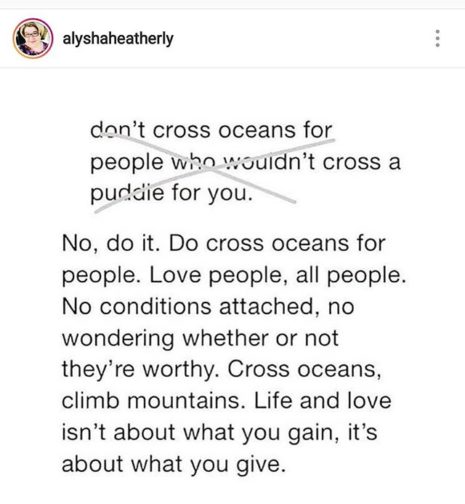 alyshaheatherly
don't cross oceans for
people who wouldn't cross a
puddle for you.
No, do it. Do cross oceans for
people. Love people, all people.
No conditions attached, no
wondering whether or not
they're worthy. Cross oceans,
climb mountains. Life and love
isn't about what you gain, it's
about what you give.